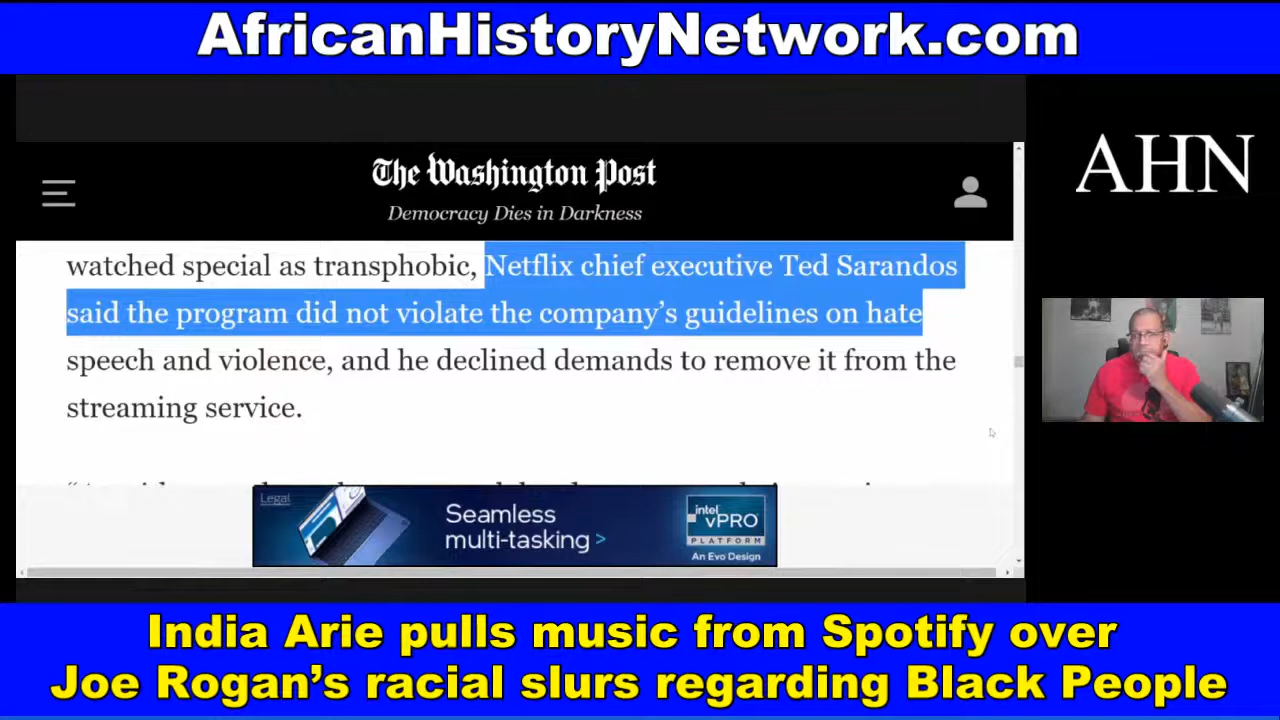 AfricanHistoryNetwork.com
AHN
The Washington Post
Democracy Dies in Darkness
watched special as transphobic, Netflix chief executive Ted Sarandos
said the program did not violate the company’s guidelines on hate
speech and violence, and he declined demands to remove it from the
streaming service.
Legal
Seamless
multi-tasking >
intel
vPRO
PLATFORM
An Evo Design
India Arie pulls music from Spotify over
Joe Rogan’s racial slurs regarding Black People